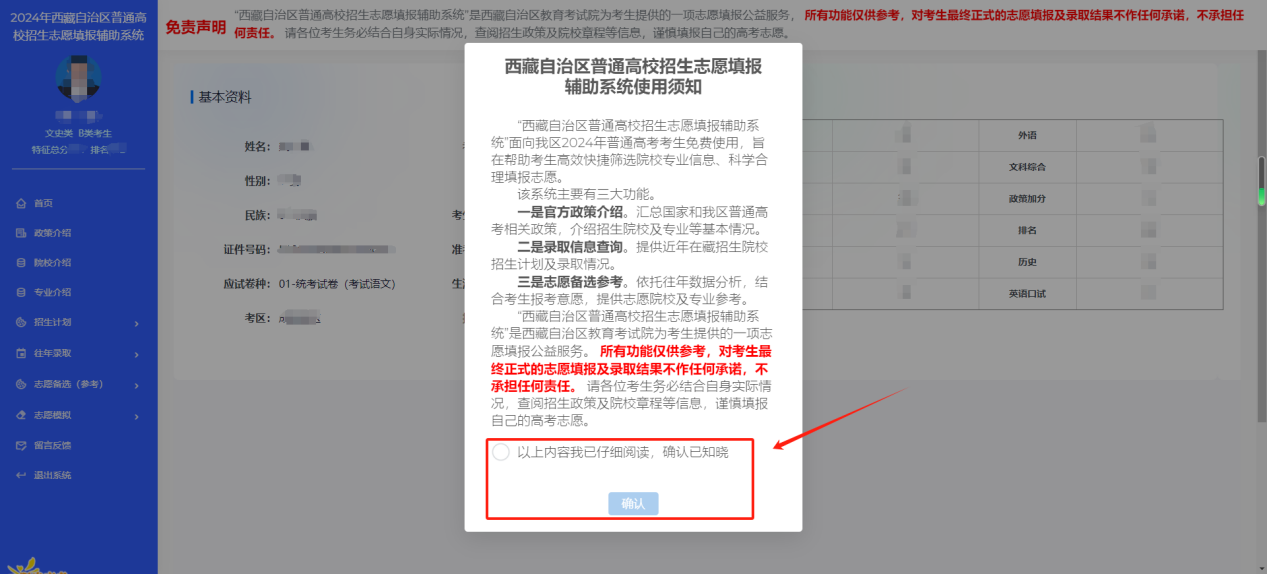 2024年西藏自治区普通高
校招生志愿填报辅助系统
文史类 B类考生
特征总分
排名
首页
政策介绍
院校介绍
专业介绍
招生计划
往年录取
志愿备选（参考）
志愿模拟
留言反馈
退出系统
免责声明
“西藏自治区普通高校招生志愿填报辅助系统”是西藏自治区教育考试院为考生提供的一项志愿填报公益服务， 所有功能仅供参考，对考生最终正式的志愿填报及录取结果不作任何承诺，不承担任
何责任。 请各位考生务必结合自身实际情况，查阅招生政策及院校章程等信息，谨慎填报自己的高考志愿。
基本资料
姓名：
性别：
民族：
证件号码：
应试卷种： 01-统考试卷（考试语文）
考区：
外语
文科综合
政策加分
排名
历史
英语口试
西藏自治区普通高校招生志愿填报
辅助系统使用须知
“西藏自治区普通高校招生志愿填报辅助系
统”面向我区2024年普通高考考生免费使用，旨
在帮助考生高效快捷筛选院校专业信息、科学合
理填报志愿。
该系统主要有三大功能。
一是官方政策介绍。汇总国家和我区普通高
考相关政策，介绍招生院校及专业等基本情况。
二是录取信息查询。提供近年在藏招生院校
招生计划及录取情况。
三是志愿备选参考。依托往年数据分析，结
合考生报考意愿，提供志愿院校及专业参考。
“西藏自治区普通高校招生志愿填报辅助系
统”是西藏自治区教育考试院为考生提供的一项志
愿填报公益服务。 所有功能仅供参考，对考生最
终正式的志愿填报及录取结果不作任何承诺，不
承担任何责任。 请各位考生务必结合自身实际情
况，查阅招生政策及院校章程等信息，谨慎填报
自己的高考志愿。
以上内容我已仔细阅读，确认已知晓
确认